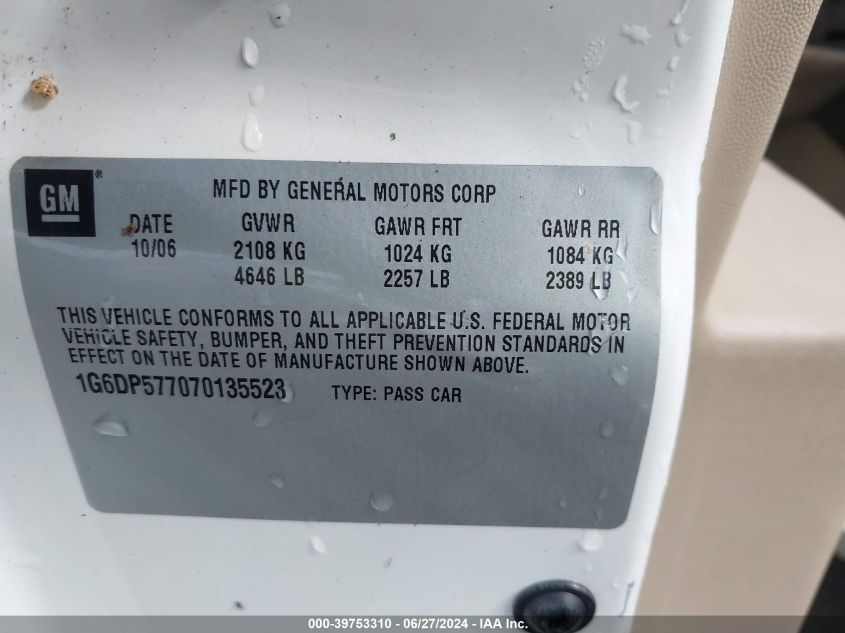 GM®
MFD BY GENERAL MOTORS CORP
DATE GVWR GAWR FRT GAWR RR
10/06 2108 KG 1024 KG 1084 KG
4646 LB 2257 LB 2389 LB
THIS VEHICLE CONFORMS TO ALL APPLICABLE U.S. FEDERAL MOTOR
VEHICLE SAFETY, BUMPER, AND THEFT PREVENTION STANDARDS IN
EFFECT ON THE DATE OF MANUFACTURE SHOWN ABOVE.
1G6DP577070135523 TYPE: PASS CAR
000-39753310 - 06/27/2024 - IAA Inc.